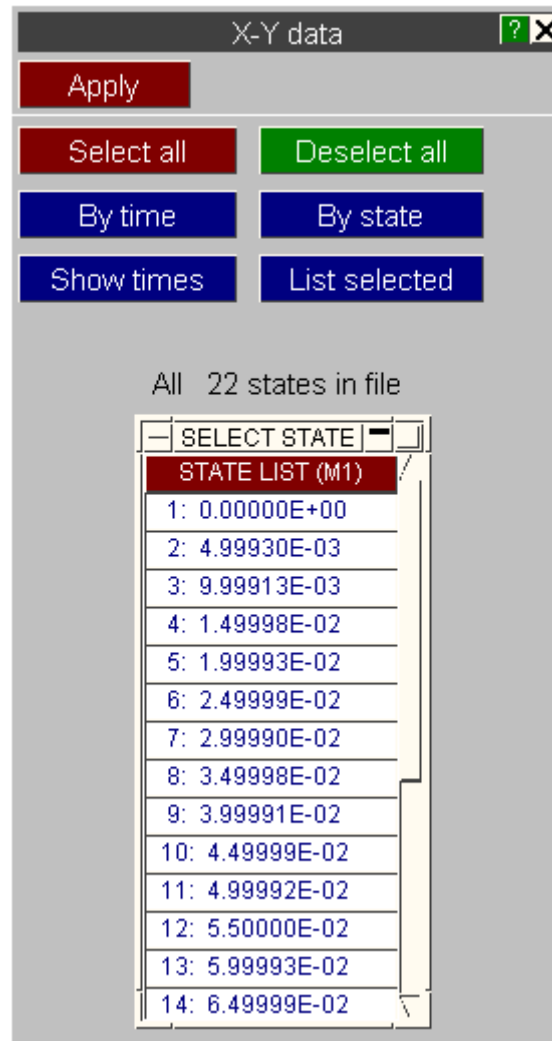 X-Y data ? X
Apply
Select all Deselect all
By time By state
Show times List selected
All 22 states in file
SELECT STATE
STATE LIST (M1)
1: 0.00000E+00
2: 4.99930E-03
3: 9.99913E-03
4: 1.49998E-02
5: 1.99993E-02
6: 2.49999E-02
7: 2.99990E-02
8: 3.49998E-02
9: 3.99991E-02
10: 4.49999E-02
11: 4.99992E-02
12: 5.50000E-02
13: 5.99993E-02
14: 6.49999E-02